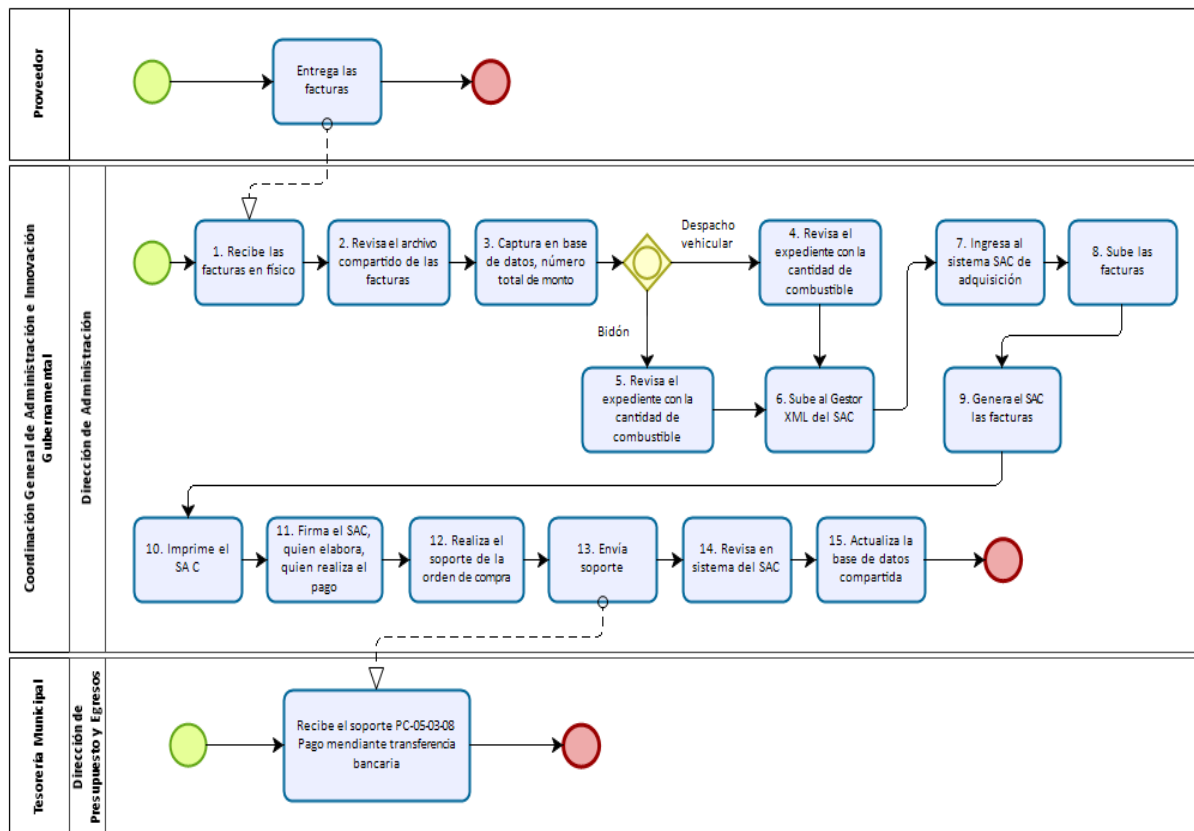 Proveedor
Entrega las
facturas
Coordinación General de Administración e Innovación
Gubernamental
Dirección de Administración
1. Recibe las
facturas en físico
2. Revisa el archivo
compartido de las
facturas
3. Captura en base
de datos, número
total de monto
Despacho
vehicular
Bidón
4. Revisa el
expediente con la
cantidad de
combustible
5. Revisa el
expediente con la
cantidad de
combustible
6. Sube al Gestor
XML del SAC
7. Ingresa al
sistema SAC de
adquisición
8. Sube las
facturas
9. Genera el SAC
las facturas
10. Imprime el
SA C
11. Firma el SAC,
quien elabora,
quien realiza el
pago
12. Realiza el
soporte de la
orden de compra
13. Envía
soporte
14. Revisa en
sistema del SAC
15. Actualiza la
base de datos
compartida
Tesorería Municipal
Dirección de
Presupuesto y Egresos
Recibe el soporte PC-05-03-08
Pago mendiante transferencia
bancaria